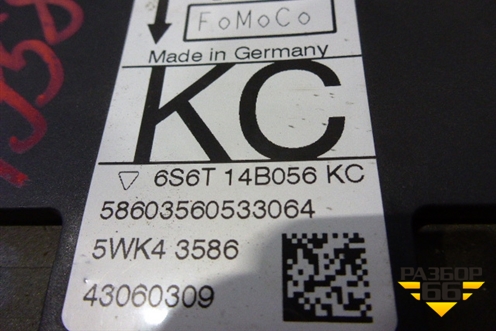 FoMoCo
Made in Germany
KC
6S6T 14B056 KC
58603560533064
5WK4 3586
43060309
РАЗБОР
66